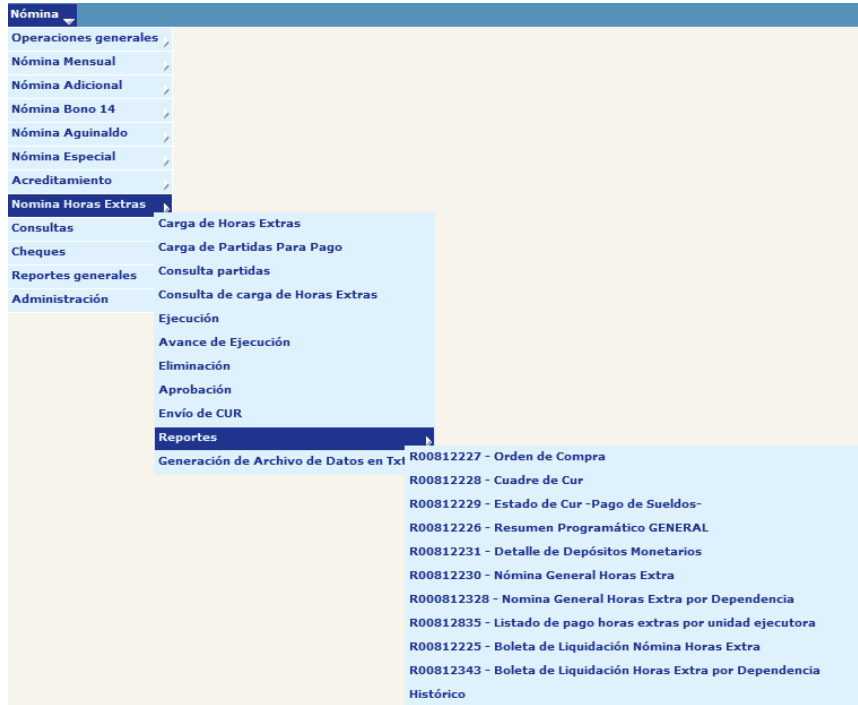 Nómina
Operaciones generales
Nómina Mensual
Nómina Adicional
Nómina Bono 14
Nómina Aguinaldo
Nómina Especial
Acreditamiento
Nomina Horas Extras
Consultas
Cheques
Reportes generales
Administración
Carga de Horas Extras
Carga de Partidas Para Pago
Consulta partidas
Consulta de carga de Horas Extras
Ejecución
Avance de Ejecución
Eliminación
Aprobación
Envío de CUR
Reportes
Generación de Archivo de Datos en Txt
R00812227 - Orden de Compra
R00812228 - Cuadre de Cur
R00812229 - Estado de Cur -Pago de Sueldos-
R00812226 - Resumen Programático GENERAL
R00812231 - Detalle de Depósitos Monetarios
R00812230 - Nómina General Horas Extra
R000812328 - Nomina General Horas Extra por Dependencia
R00812835 - Listado de pago horas extras por unidad ejecutora
R00812225 - Boleta de Liquidación Nómina Horas Extra
R00812343 - Boleta de Liquidación Horas Extra por Dependencia
Histórico